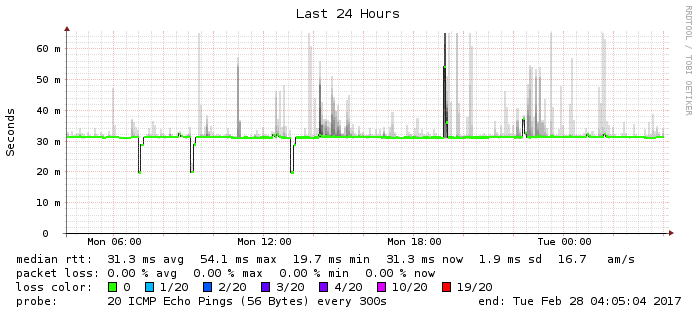 Last 24 Hours
RRDTOOL / TOBI OETIKER
Seconds
60 m
50 m
40 m
30 m
20 m
10 m
0
Mon 06:00 Mon 12:00 Mon 18:00 Tue 00:00
median rtt: 31.3 ms avg 54.1 ms max 19.7 ms min 31.3 ms now 1.9 ms sd 16.7 am/s
packet loss: 0.00 % avg 0.00 % max 0.00 % min 0.00 % now
loss color: 0 1/20 2/20 3/20 4/20 10/20 19/20
probe: 20 ICMP Echo Pings (56 Bytes) every 300s end: Tue Feb 28 04:05:04 2017